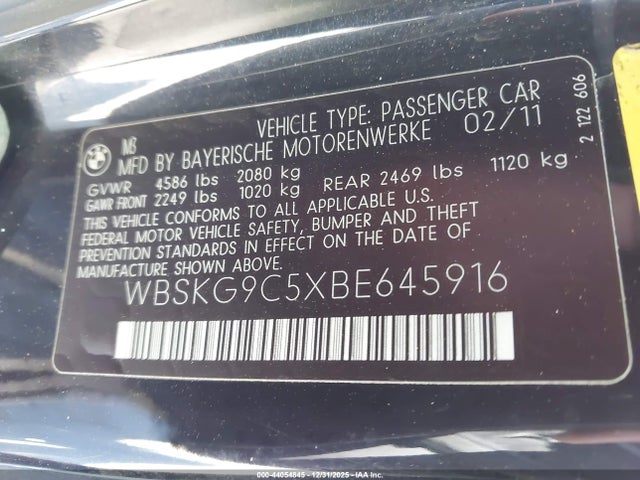 VEHICLE TYPE: PASSENGER CAR
M3
MFD BY BAYERISCHE MOTORENWERKE 02/11
GVWR 4586 lbs 2080 kg
GAWR FRONT 2249 lbs 1020 kg REAR 2469 lbs 1120 kg
THIS VEHICLE CONFORMS TO ALL APPLICABLE U.S.
FEDERAL MOTOR VEHICLE SAFETY, BUMPER AND THEFT
PREVENTION STANDARDS IN EFFECT ON THE DATE OF
MANUFACTURE SHOWN ABOVE.
WBSKG9C5XBE645916
2 122 606
000-44054845 - 12/31/2025 - IAA Inc.